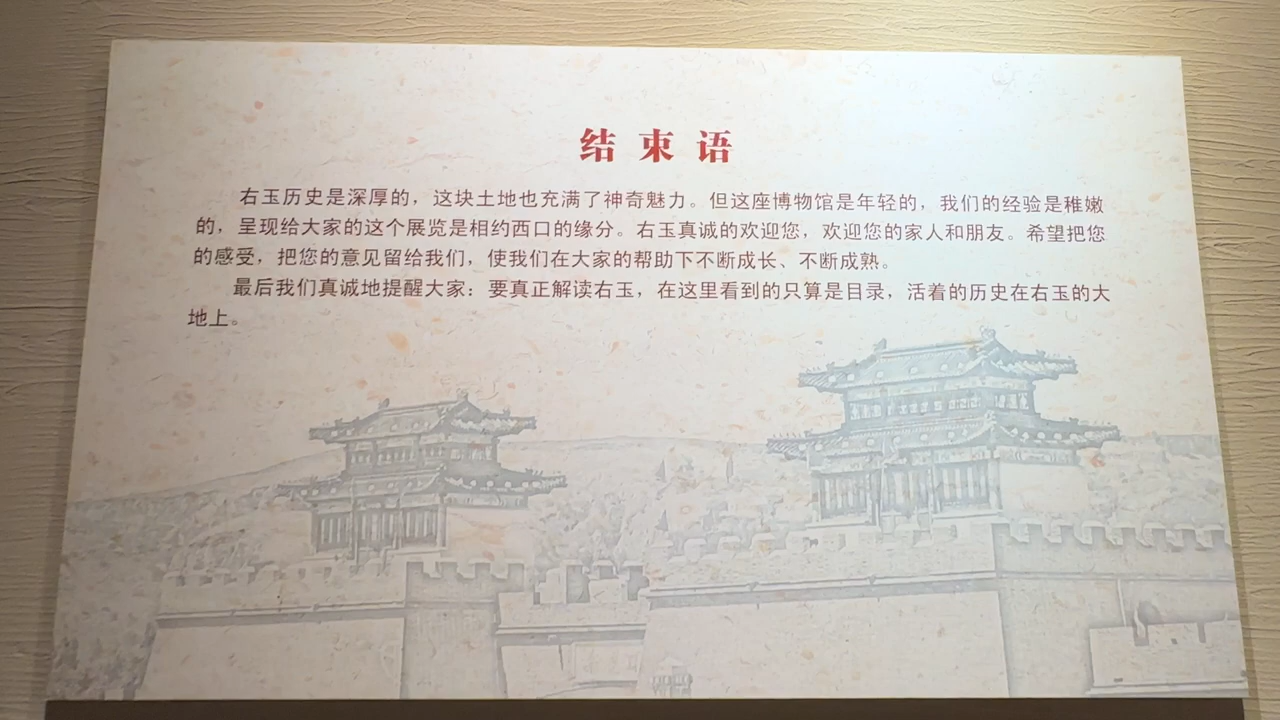 结束语
右玉历史是深厚的，这块土地也充满了神奇魅力。但这座博物馆是年轻的，我们的经验是稚嫩
的，呈现给大家的这个展览是相约西口的缘分。右玉真诚的欢迎您，欢迎您的家人和朋友。希望把您
的感受，把您的意见留给我们，使我们在大家的帮助下不断成长、不断成熟。
最后我们真诚地提醒大家：要真正解读右玉，在这里看到的只算是目录，活着的历史在右玉的大
地上。